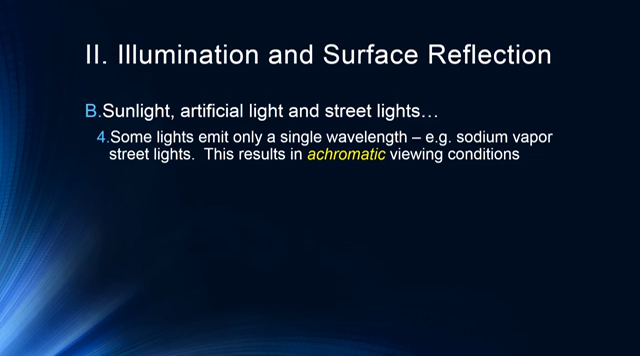 II. Illumination and Surface Reflection
B.Sunlight, artificial light and street lights…
4.Some lights emit only a single wavelength – e.g. sodium vapor
street lights.  This results in achromatic viewing conditions